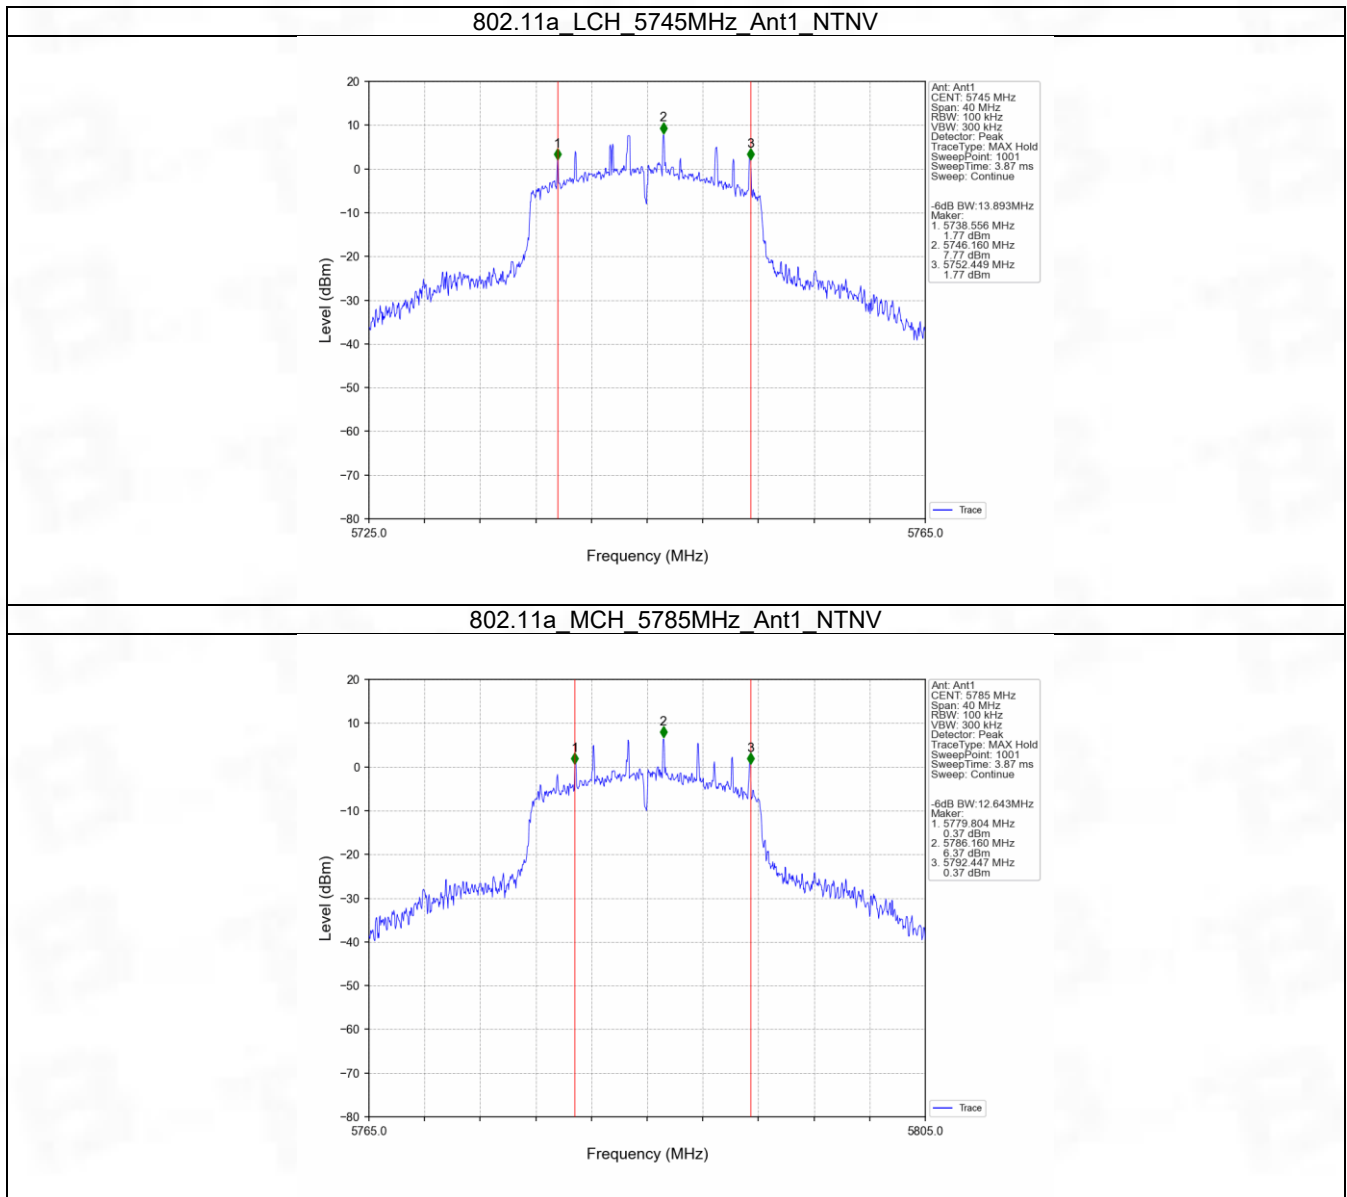 802.11a_LCH_5745MHz_Ant1_NTNV
20
10
0
−10
−20
−30
−40
−50
−60
−70
−80
Level (dBm)
1
2
3
5725.0
5765.0
Frequency (MHz)
Ant: Ant1
CENT: 5745 MHz
Span: 40 MHz
RBW: 100 kHz
VBW: 300 kHz
Detector: Peak
TraceType: MAX Hold
SweepPoint: 1001
SweepTime: 3.87 ms
Sweep: Continue
-6dB BW:13.893MHz
Maker:
1. 5738.556 MHz
1.77 dBm
2. 5746.160 MHz
7.77 dBm
3. 5752.449 MHz
1.77 dBm
Trace
802.11a_MCH_5785MHz_Ant1_NTNV
20
10
0
−10
−20
−30
−40
−50
−60
−70
−80
Level (dBm)
1
2
3
5765.0
5805.0
Frequency (MHz)
Ant: Ant1
CENT: 5785 MHz
Span: 40 MHz
RBW: 100 kHz
VBW: 300 kHz
Detector: Peak
TraceType: MAX Hold
SweepPoint: 1001
SweepTime: 3.87 ms
Sweep: Continue
-6dB BW:12.643MHz
Maker:
1. 5779.804 MHz
0.37 dBm
2. 5786.160 MHz
6.37 dBm
3. 5792.447 MHz
0.37 dBm
Trace